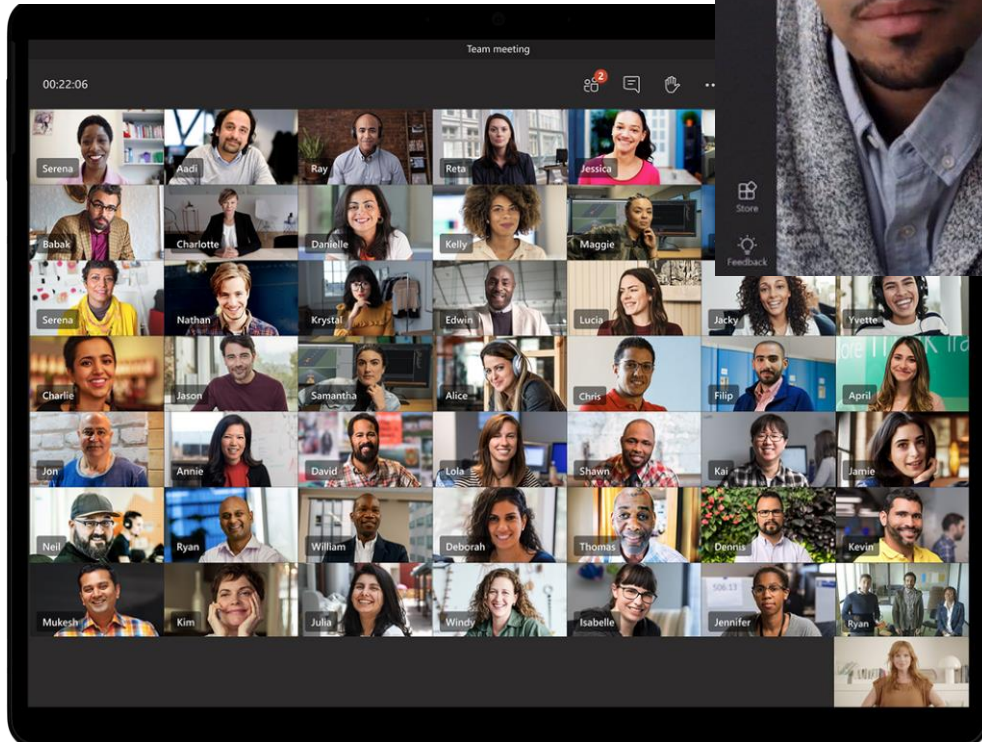 Team meeting
00:22:06
2
Serena
Aadi
Ray
Reta
Jessica
Store
Babak
Charlotte
Danielle
Kelly
Maggie
Feedback
Serena
Nathan
Krystal
Edwin
Lucia
Jacky
Yvette
Charlie
Jason
Samantha
Alice
Chris
Filip
April
Jon
Annie
David
Lola
Shawn
Kai
Jamie
Neil
Ryan
William
Deborah
Thomas
Dennis
Kevin
Mukesh
Kim
Julia
Windy
Isabelle
Jennifer
Ryan